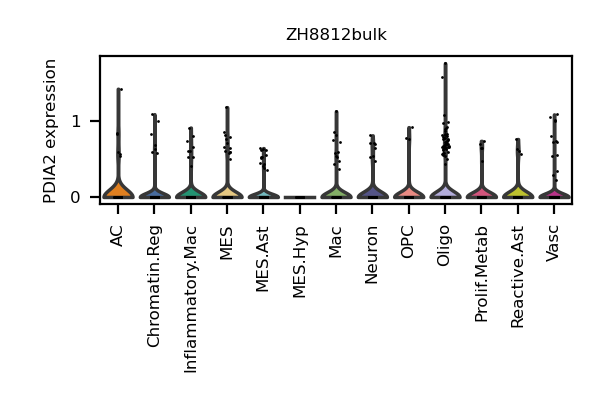 ZH8812bulk
PDIA2 expression
1
0
AC
Chromatin.Reg
Inflammatory.Mac
MES
MES.Ast
MES.Hyp
Mac
Neuron
OPC
Oligo
Prolif.Metab
Reactive.Ast
Vasc